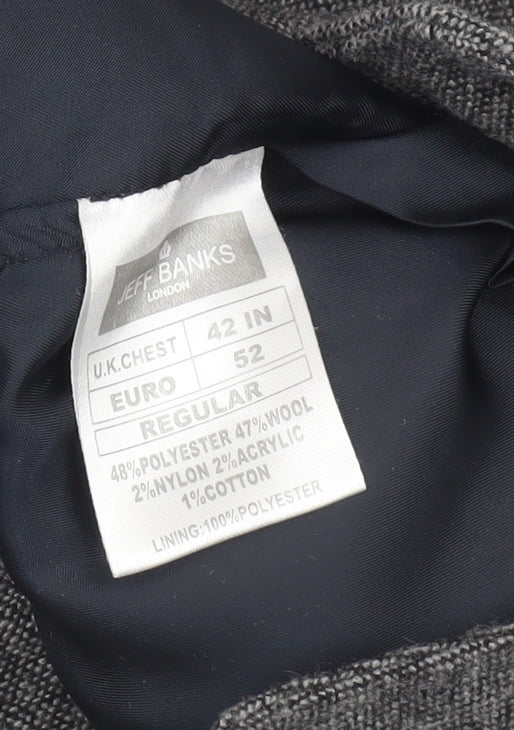 JEFF BANKS
LONDON
U.K.CHEST 42 IN
EURO 52
REGULAR
48%POLYESTER 47%WOOL
2%NYLON 2%ACRYLIC
1%COTTON
LINING:100%POLYESTER